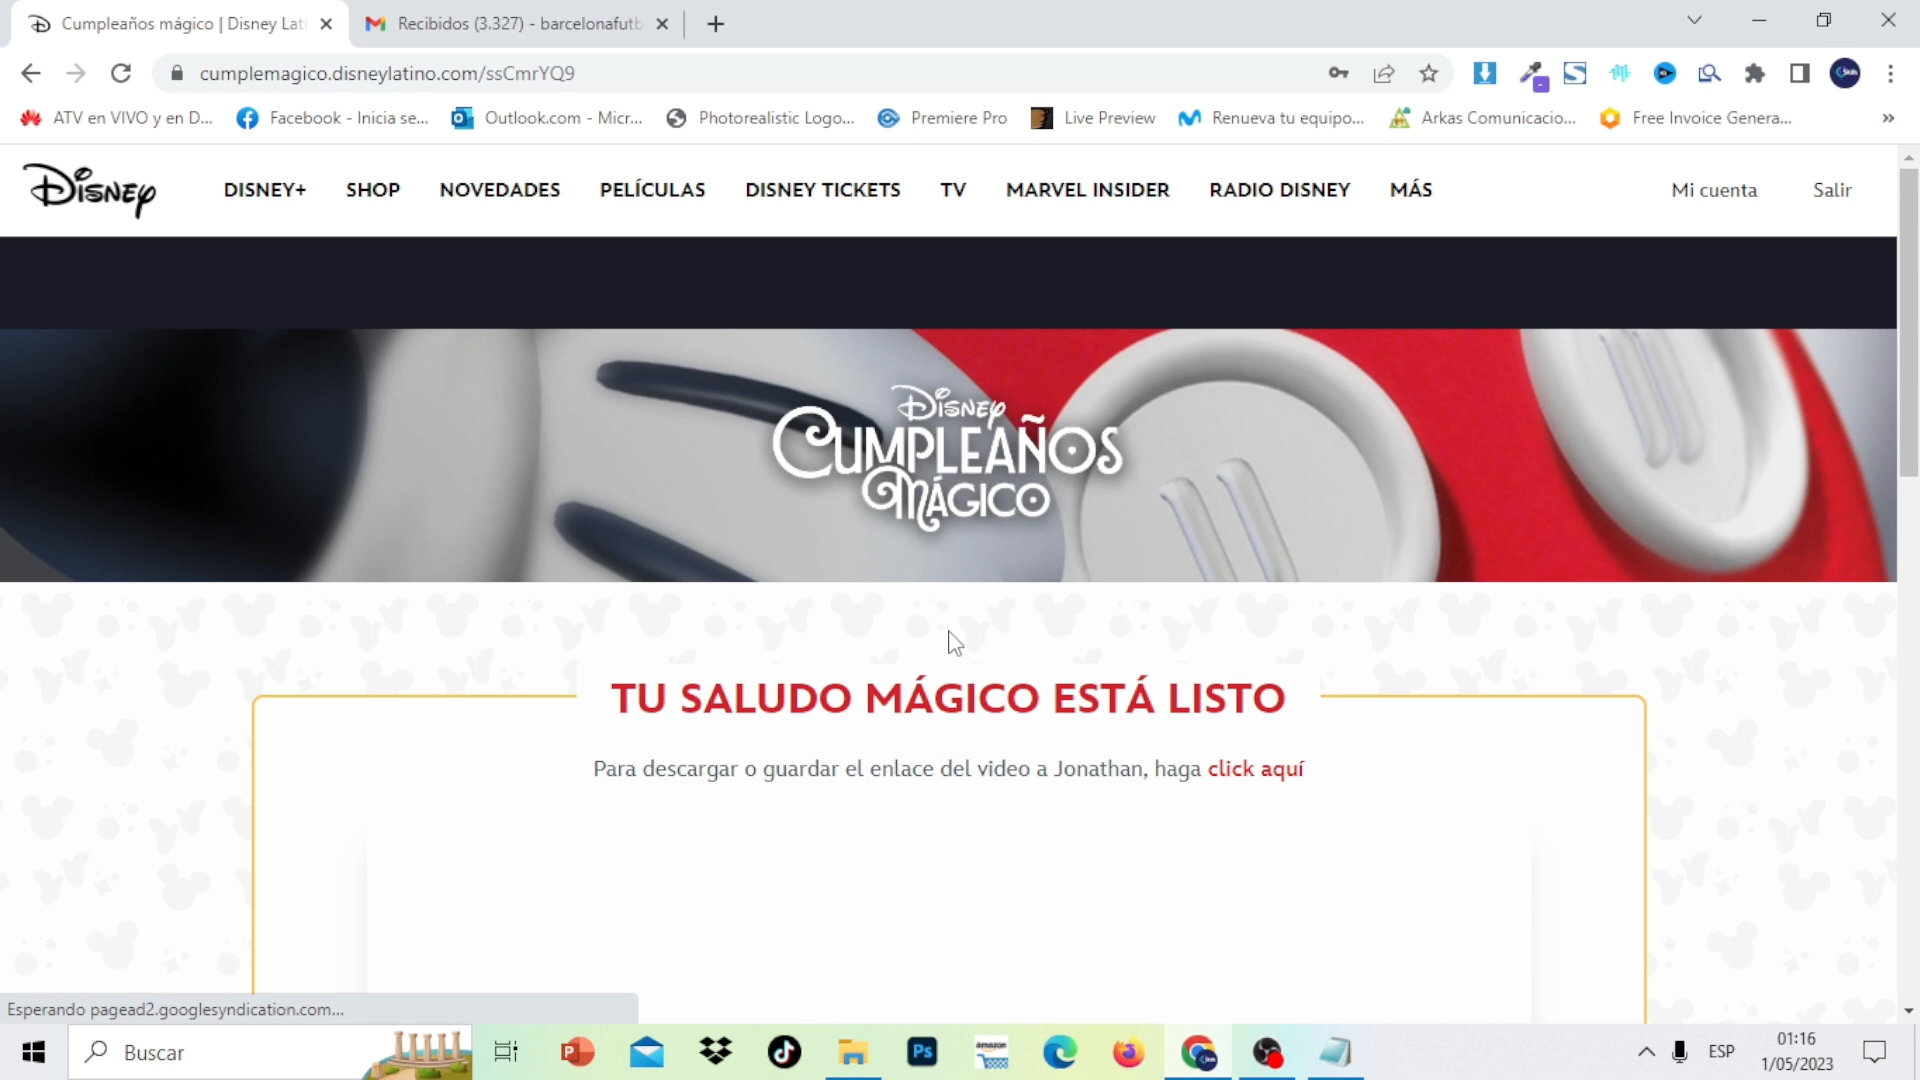 Cumpleaños mágico | Disney Lati
Recibidos (3.327) - barcelonafutb
cumplemagico.disneylatino.com/ssCmrYQ9
ATV en VIVO y en D...
Facebook - Inicia se...
Outlook.com - Micr...
Photorealistic Logo...
Premiere Pro
Live Preview
Renueva tu equipo...
Arkas Comunicacio...
Free Invoice Genera...
Disney
DISNEY+
SHOP
NOVEDADES
PELÍCULAS
DISNEY TICKETS
TV
MARVEL INSIDER
RADIO DISNEY
MÁS
Mi cuenta
Salir
Disney
CUMPLEAÑOS
MÁGICO
TU SALUDO MÁGICO ESTÁ LISTO
Para descargar o guardar el enlace del video a Jonathan, haga click aquí
Esperando pagead2.googlesyndication.com...
Buscar
Ps
amazon
ESP
01:16
1/05/2023